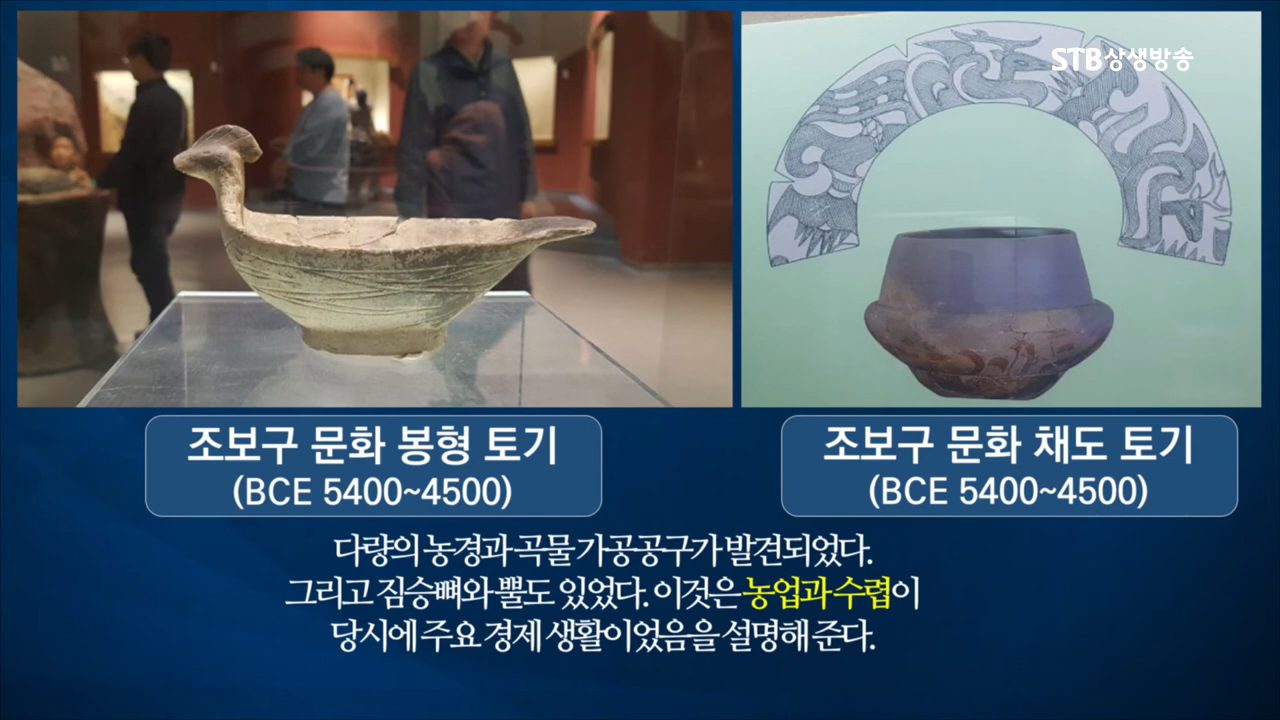 STB상생방송
조보구 문화 봉형 토기
(BCE 5400~4500)
조보구 문화 채도 토기
(BCE 5400~4500)
다량의 농경과 곡물 가공공구가 발견되었다.
그리고 짐승뼈와 뿔도 있었다. 이것은 농업과 수렵이
당시에 주요 경제 생활이었음을 설명해 준다.